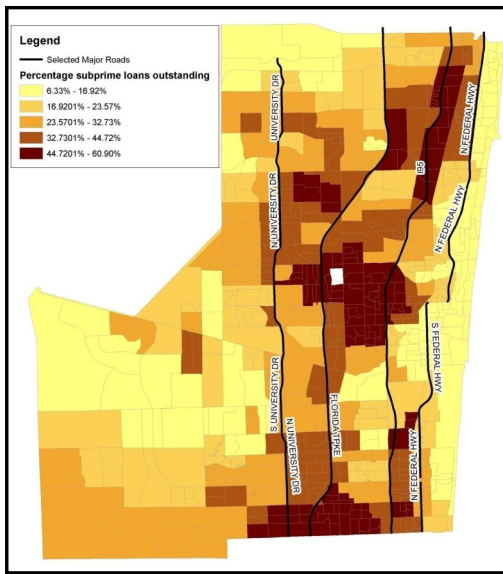 Legend
Selected Major Roads
Percentage subprime loans outstanding
6.33% - 16.92%
16.9201% - 23.57%
23.5701% - 32.73%
32.7301% - 44.72%
44.7201% - 60.90%
UNIVERSITY DR
N FEDERAL HWY
I95
N UNIVERSITY DR
N FEDERAL HWY
S UNIVERSITY DR
S FEDERAL HWY
FLORIDA TPKE
N UNIVERSITY DR
N FEDERAL HWY